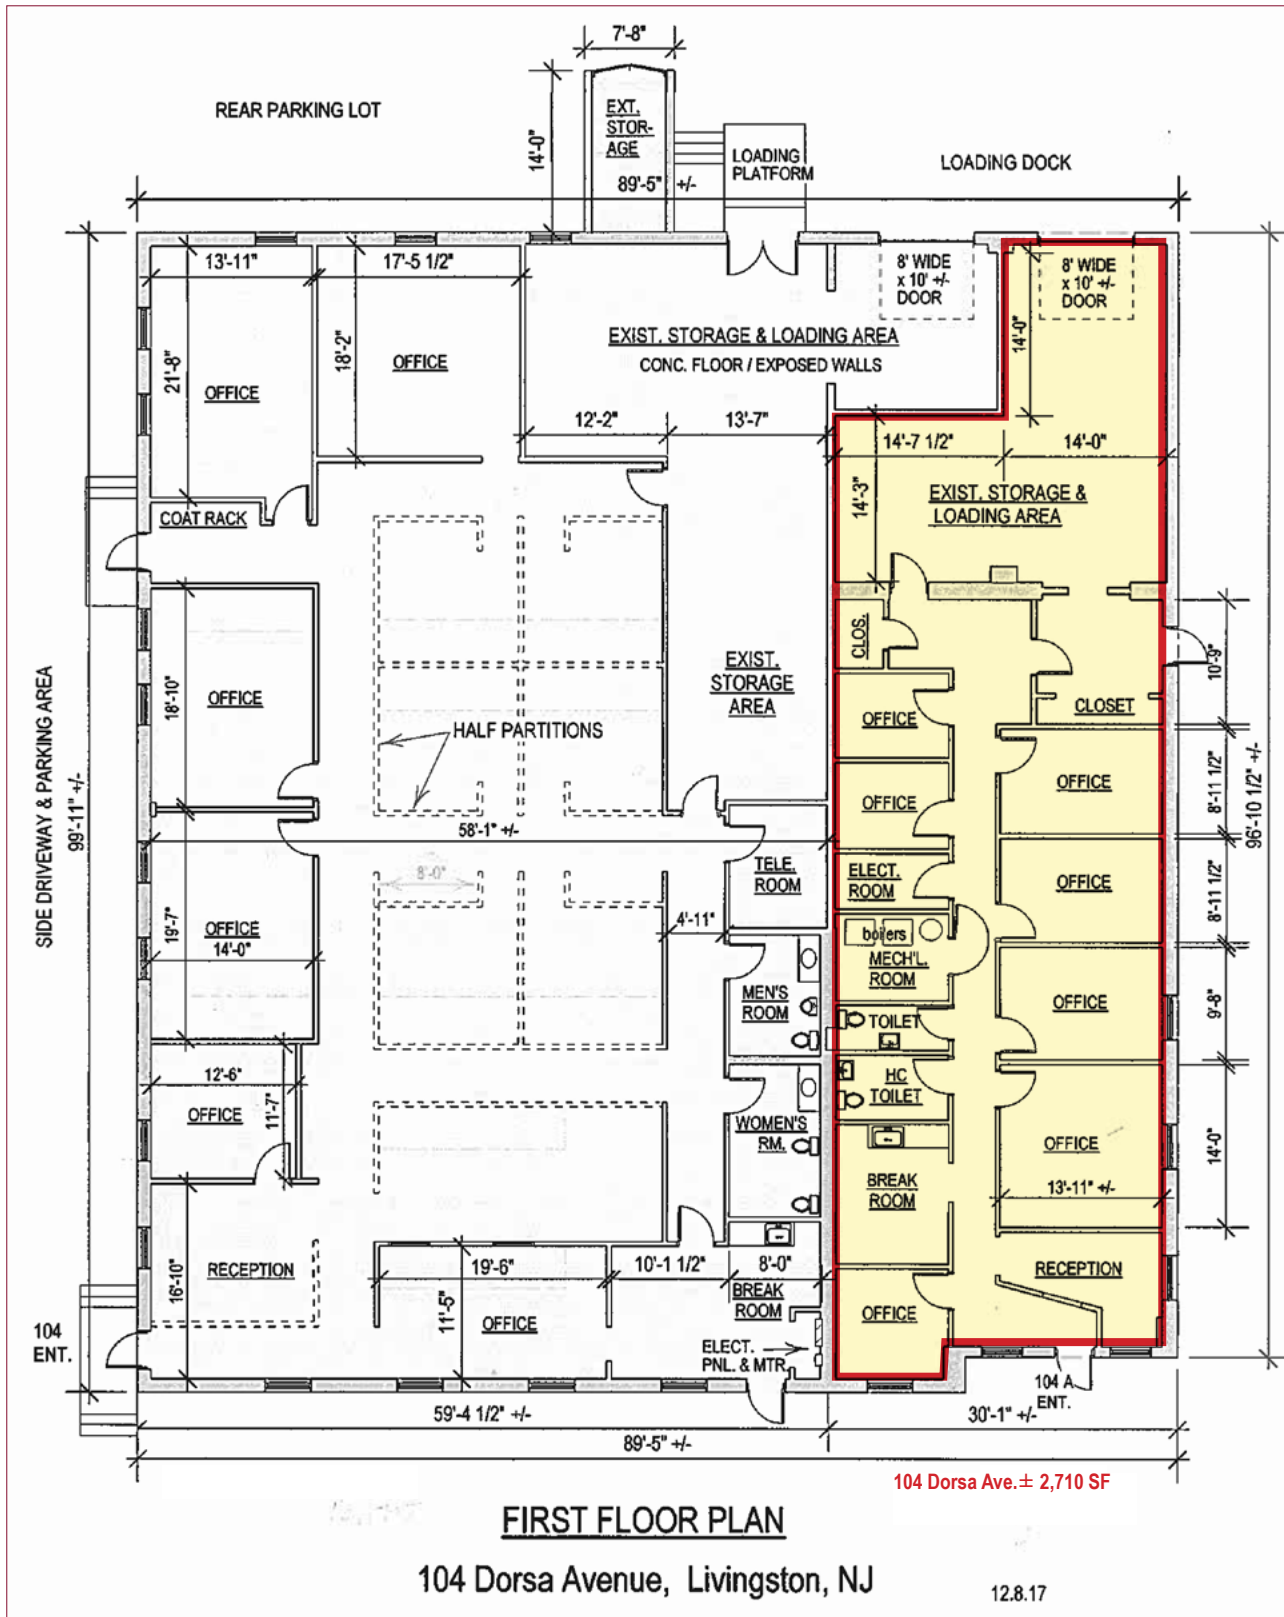 7'-8"
REAR PARKING LOT
EXT.
STOR-
AGE
14'-0"
LOADING
PLATFORM
LOADING DOCK
89'-5" +/-
13'-11"
17'-5 1/2"
8' WIDE
x 10' +/-
DOOR
8' WIDE
x 10' +/-
DOOR
21'-8"
18'-2"
14'-0"
OFFICE
OFFICE
EXIST. STORAGE & LOADING AREA
CONC. FLOOR / EXPOSED WALLS
12'-2"
13'-7"
14'-7 1/2"
14'-0"
14'-3"
EXIST. STORAGE &
LOADING AREA
COAT RACK
CLOS.
10'-9"
EXIST.
STORAGE
AREA
18'-10"
OFFICE
OFFICE
CLOSET
HALF PARTITIONS
SIDE DRIVEWAY & PARKING AREA
99'-11" +/-
96'-10 1/2" +/-
8'-11 1/2"
OFFICE
OFFICE
58'-1" +/-
TELE.
ROOM
ELECT.
ROOM
8'-0"
OFFICE
8'-11 1/2"
19'-7"
OFFICE
14'-0"
4'-11"
boilers
MECH'L.
ROOM
MEN'S
ROOM
OFFICE
9'-8"
TOILET
12'-6"
OFFICE
11'-7"
HC
TOILET
WOMEN'S
RM.
OFFICE
14'-0"
13'-11" +/-
BREAK
ROOM
16'-10"
RECEPTION
19'-6"
10'-1 1/2"
8'-0"
BREAK
ROOM
RECEPTION
11'-5"
OFFICE
OFFICE
104
ENT.
ELECT.
PNL. & MTR.
104 A
ENT.
59'-4 1/2" +/-
30'-1" +/-
89'-5" +/-
104 Dorsa Ave. ± 2,710 SF
FIRST FLOOR PLAN
104 Dorsa Avenue, Livingston, NJ
12.8.17